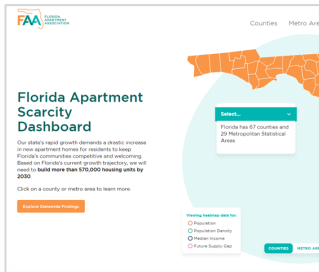 FAA FLORIDA
APARTMENT
ASSOCIATION
Counties Metro Are
Florida Apartment
Scarcity
Dashboard
Our state's rapid growth demands a drastic increase
in new apartment homes for residents to keep
Florida's communities competitive and welcoming.
Based on Florida's current growth trajectory, we will
need to build more than 570,000 housing units by
2030.
Click on a county or metro area to learn more.
Explore Statewide Findings
Select...
Florida has 67 counties and
29 Metropolitan Statistical
Areas
Viewing heatmap data for:
Population
Population Density
Median Income
Future Supply Gap
COUNTIES METRO ARE